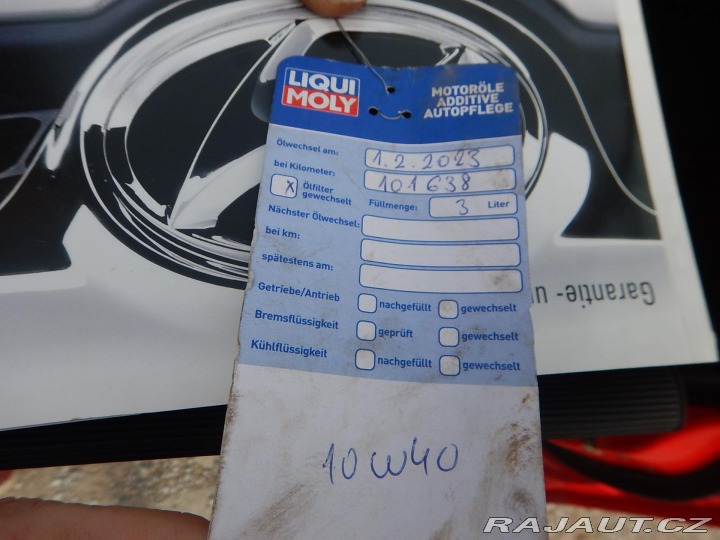 LIQUI
MOLY
MOTORÖLE
ADDITIVE
AUTOPFLEGE
Ölwechsel am: 1.2.2023
bei Kilometer: 101638
x Ölfilter gewechselt
Füllmenge: 3 Liter
Nächster Ölwechsel:
bei km:
spätestens am:
Getriebe/Antrieb nachgefüllt gewechselt
Bremsflüssigkeit geprüft gewechselt
Kühlflüssigkeit nachgefüllt gewechselt
10W40
Garantie- u
RAJAUT.CZ